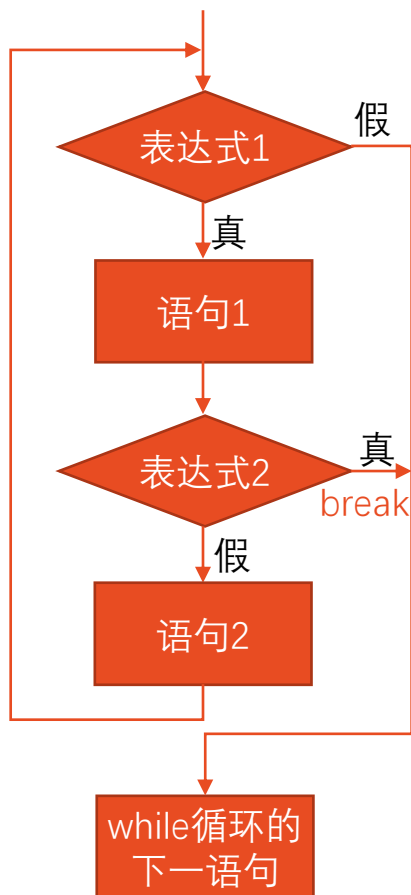 假
表达式1
真
语句1
表达式2
真
break
假
语句2
while循环的
下一语句